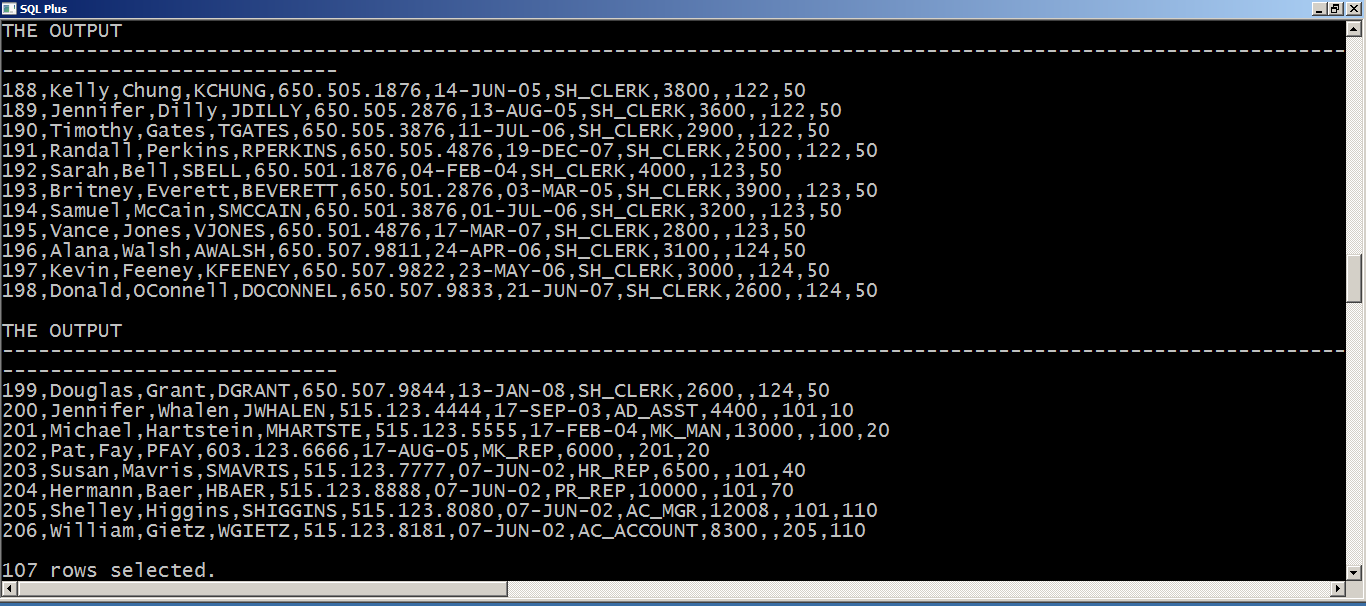 SQL Plus
THE OUTPUT
----------------------------------------------------------------------------------------------------------------
----------------------------
188,Kelly,Chung,KCHUNG,650.505.1876,14-JUN-05,SH_CLERK,3800,,122,50
189,Jennifer,Dilly,JDILLY,650.505.2876,13-AUG-05,SH_CLERK,3600,,122,50
190,Timothy,Gates,TGATES,650.505.3876,11-JUL-06,SH_CLERK,2900,,122,50
191,Randall,Perkins,RPERKINS,650.505.4876,19-DEC-07,SH_CLERK,2500,,122,50
192,Sarah,Bell,SBELL,650.501.1876,04-FEB-04,SH_CLERK,4000,,123,50
193,Britney,Everett,BEVERETT,650.501.2876,03-MAR-05,SH_CLERK,3900,,123,50
194,Samuel,McCain,SMCCAIN,650.501.3876,01-JUL-06,SH_CLERK,3200,,123,50
195,Vance,Jones,VJONES,650.501.4876,17-MAR-07,SH_CLERK,2800,,123,50
196,Alana,Walsh,AWALSH,650.507.9811,24-APR-06,SH_CLERK,3100,,124,50
197,Kevin,Feeney,KFEENEY,650.507.9822,23-MAY-06,SH_CLERK,3000,,124,50
198,Donald,OConnell,DOCONNEL,650.507.9833,21-JUN-07,SH_CLERK,2600,,124,50
THE OUTPUT
----------------------------------------------------------------------------------------------------------------
----------------------------
199,Douglas,Grant,DGRANT,650.507.9844,13-JAN-08,SH_CLERK,2600,,124,50
200,Jennifer,Whalen,JWHALEN,515.123.4444,17-SEP-03,AD_ASST,4400,,101,10
201,Michael,Hartstein,MHARTSTE,515.123.5555,17-FEB-04,MK_MAN,13000,,100,20
202,Pat,Fay,PFAY,603.123.6666,17-AUG-05,MK_REP,6000,,201,20
203,Susan,Mavris,SMAVRIS,515.123.7777,07-JUN-02,HR_REP,6500,,101,40
204,Hermann,Baer,HBAER,515.123.8888,07-JUN-02,PR_REP,10000,,101,70
205,Shelley,Higgins,SHIGGINS,515.123.8080,07-JUN-02,AC_MGR,12008,,101,110
206,William,Gietz,WGIETZ,515.123.8181,07-JUN-02,AC_ACCOUNT,8300,,205,110
107 rows selected.